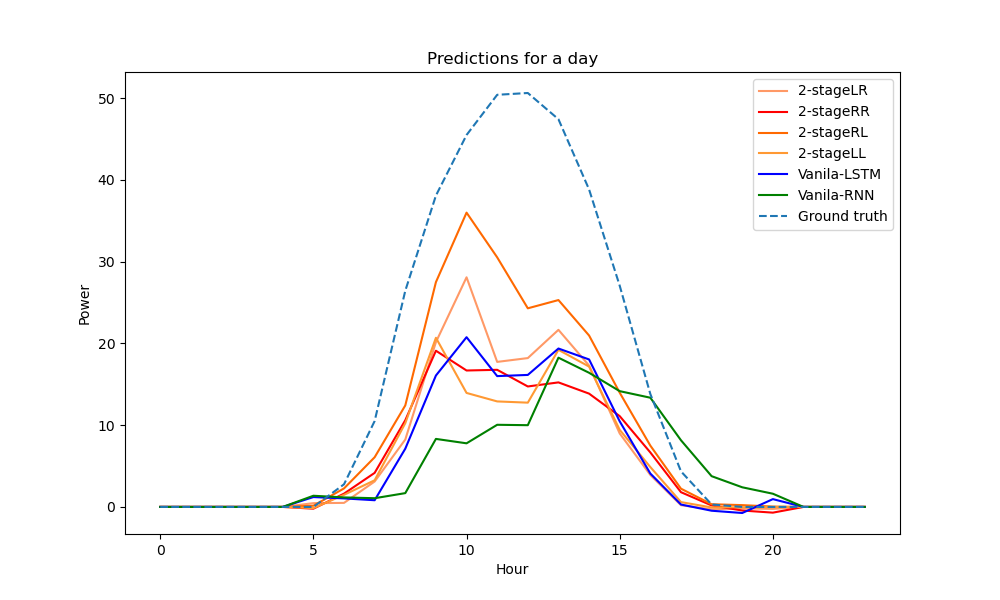 Predictions for a day
2-stageLR
2-stageRR
2-stageRL
2-stageLL
Vanila-LSTM
Vanila-RNN
Ground truth
50
40
30
20
10
0
Power
0 5 10 15 20
Hour